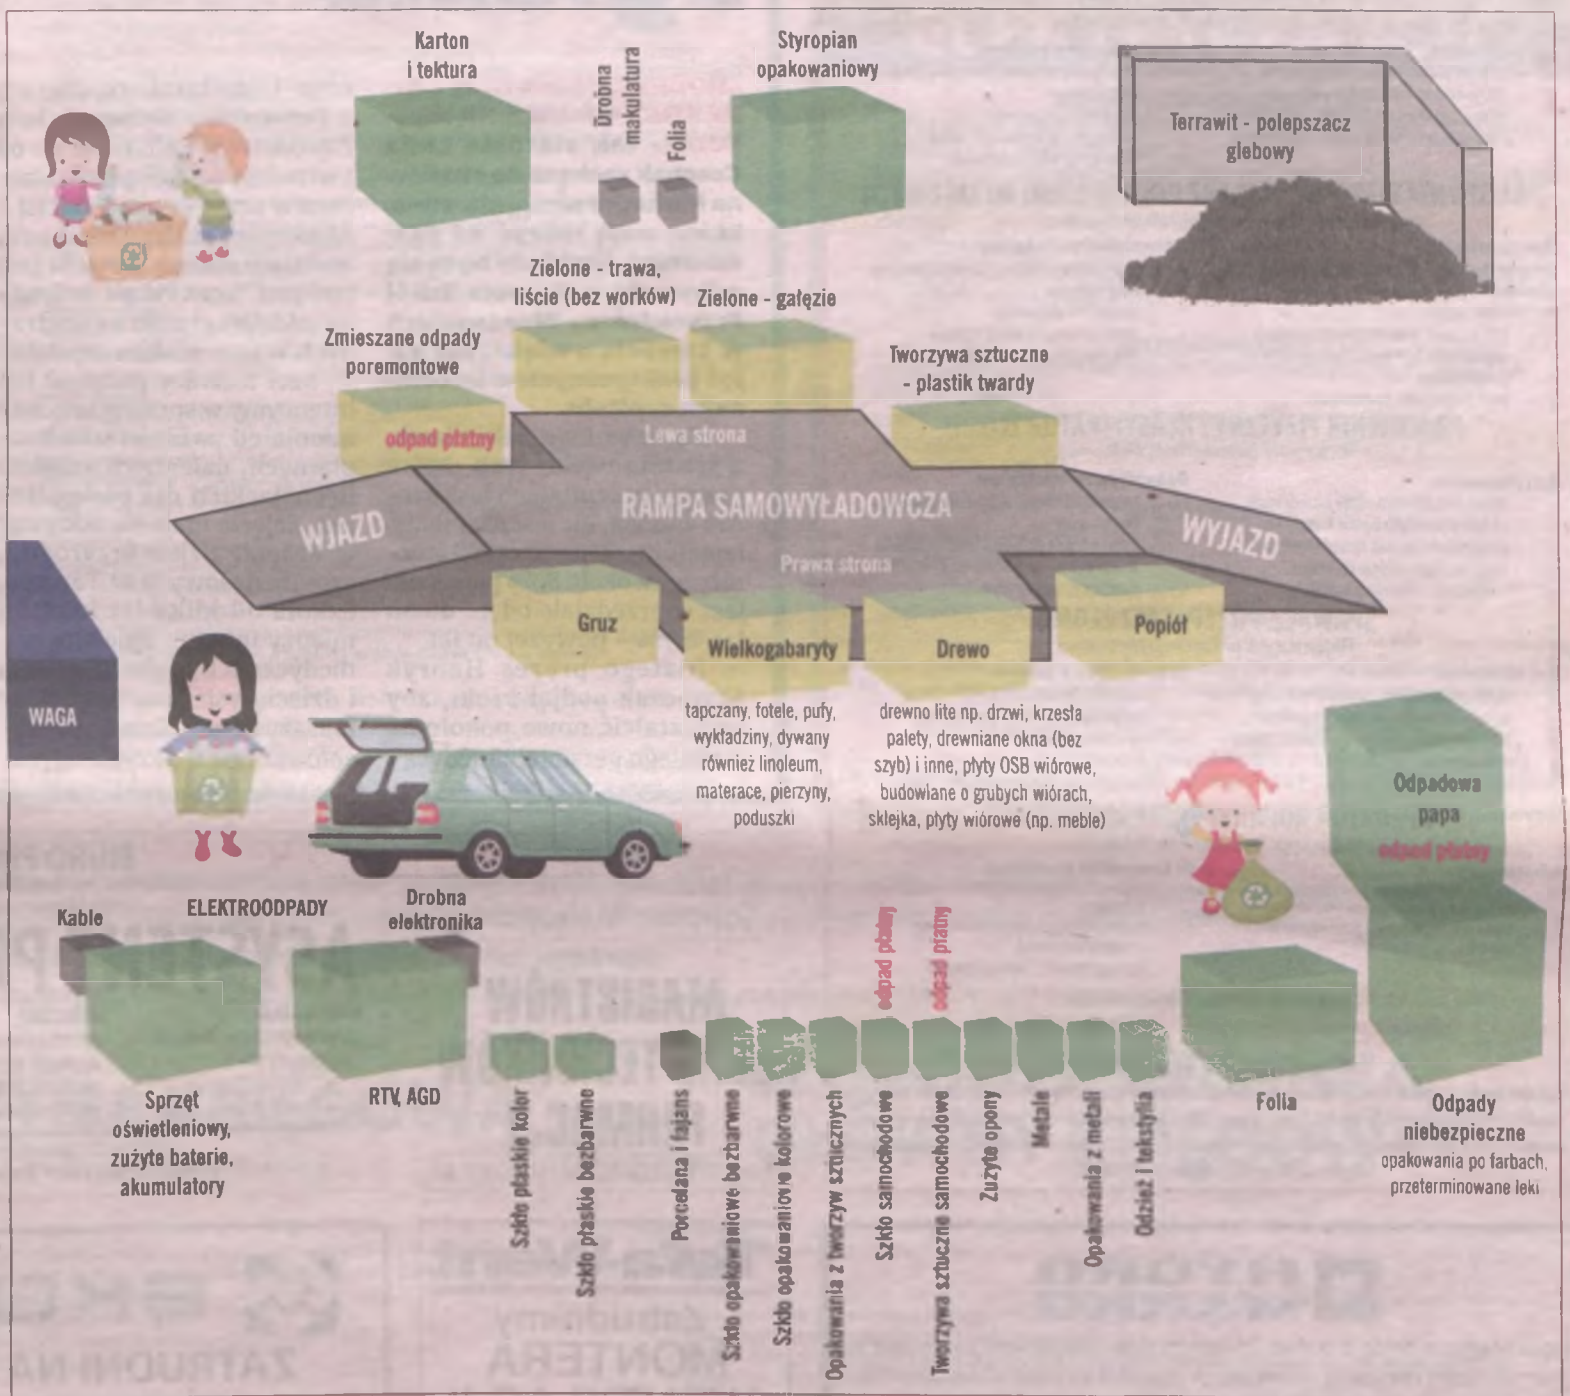 Karton
i tektura
Drobna
makulatura
Folia
Styropian
opakowaniowy
Terrawit - polepszacz
glebowy
Zielone - trawa,
liście (bez worków)
Zielone - gałęzie
Zmieszane odpady
poremontowe
odpad płatny
Tworzywa sztuczne
- plastik twardy
Lewa strona
RAMPA SAMOWYŁADOWCZA
WJAZD
WYJAZD
Prawa strona
Gruz
Wielkogabaryty
Drewo
Popiół
WAGA
tapczany, fotele, pufy,
wykładziny, dywany
również linoleum,
materace, pierzyny,
poduszki
drewno lite np. drzwi, krzesła
palety, drewniane okna (bez
szyb) i inne, płyty OSB wiórowe,
budowlane o grubych wiórach,
sklejka, płyty wiórowe (np. meble)
Odpadowa
papa
odpad płatny
Kable
ELEKTROODPADY
Drobna
elektronika
odpad płatny
odpad płatny
Sprzęt
oświetleniowy,
zużyte baterie,
akumulatory
RTV, AGD
Szkło płaskie kolor
Szkło płaskie bezbarwne
Porcelana i fajans
Szkło opakowaniowe bezbarwne
Szkło opakowaniowe kolorowe
Opakowania z tworzyw sztucznych
Szkło samochodowe
Tworzywa sztuczne samochodowe
Zużyte opony
Metale
Opakowania z metali
Odzież i tekstylia
Folia
Odpady
niebezpieczne
opakowania po farbach,
przeterminowane leki